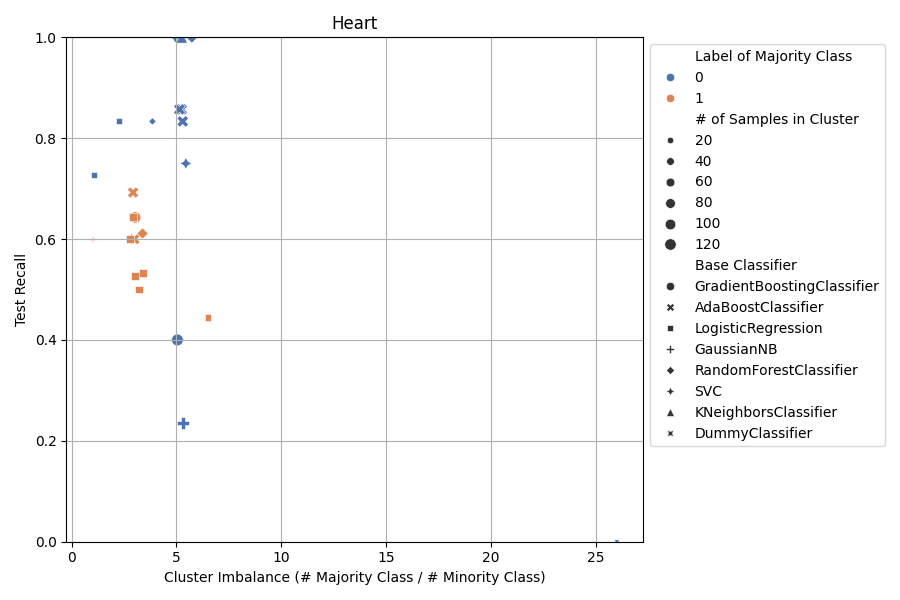 Heart
1.0
0.8
0.6
0.4
0.2
0.0
Test Recall
0
5
10
15
20
25
Cluster Imbalance (# Majority Class / # Minority Class)
Label of Majority Class
0
1
# of Samples in Cluster
20
40
60
80
100
120
Base Classifier
GradientBoostingClassifier
AdaBoostClassifier
LogisticRegression
GaussianNB
RandomForestClassifier
SVC
KNeighborsClassifier
DummyClassifier